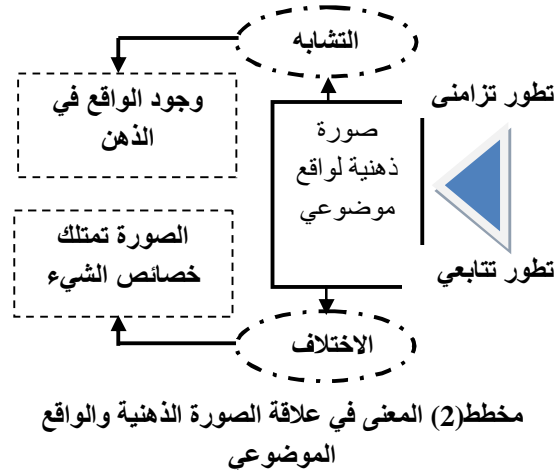 التشابه
تطور تزامنى
وجود الواقع في
الذهن
صورة
ذهنية لواقع
موضوعي
الصورة تمتلك
خصائص الشيء
تطور تتابعي
الاختلاف
مخطط(2) المعنى في علاقة الصورة الذهنية والواقع
الموضوعي